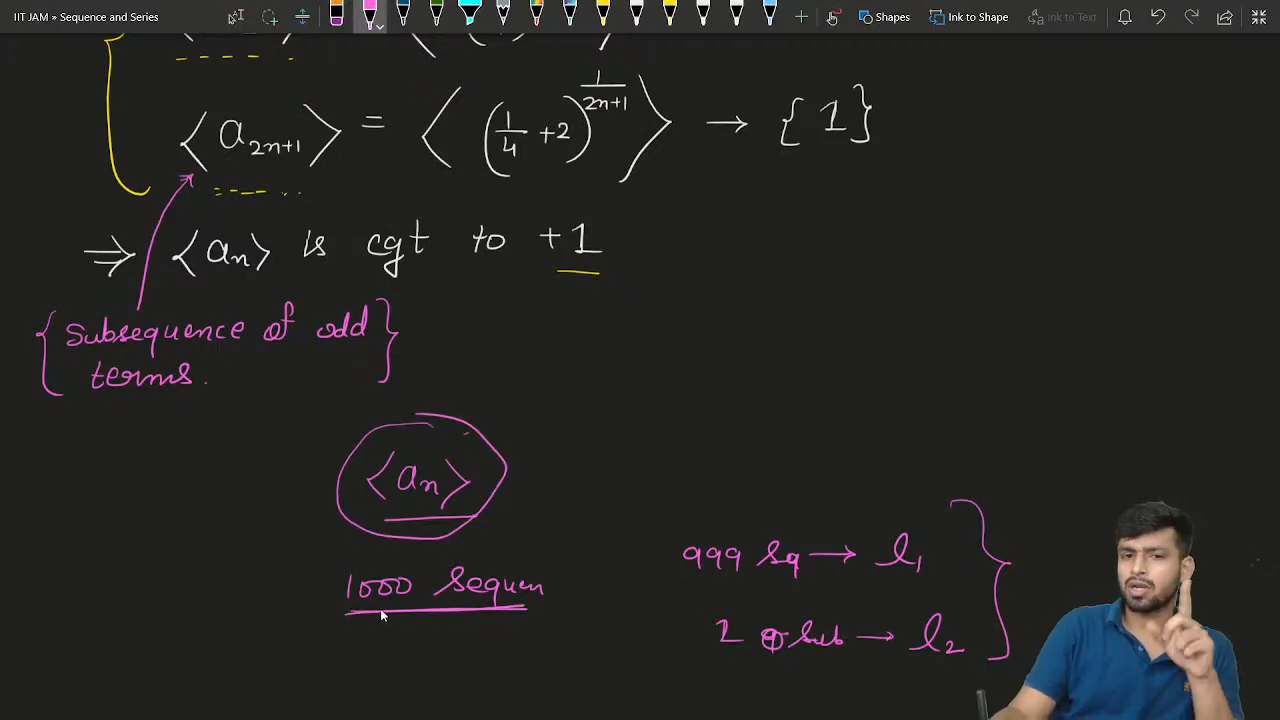 IIT JAM » Sequence and Series
Shapes
Ink to Shape
Ink to Text
<a₂ₙ₊₁> = <(1/4 + 2)^(1/(2n+1))> → {1}
⇒ <aₙ> is cgt to +1
{Subsequence of odd
terms.}
<aₙ>
999 sq → l₁
1000 sequen
1 sub → l₂